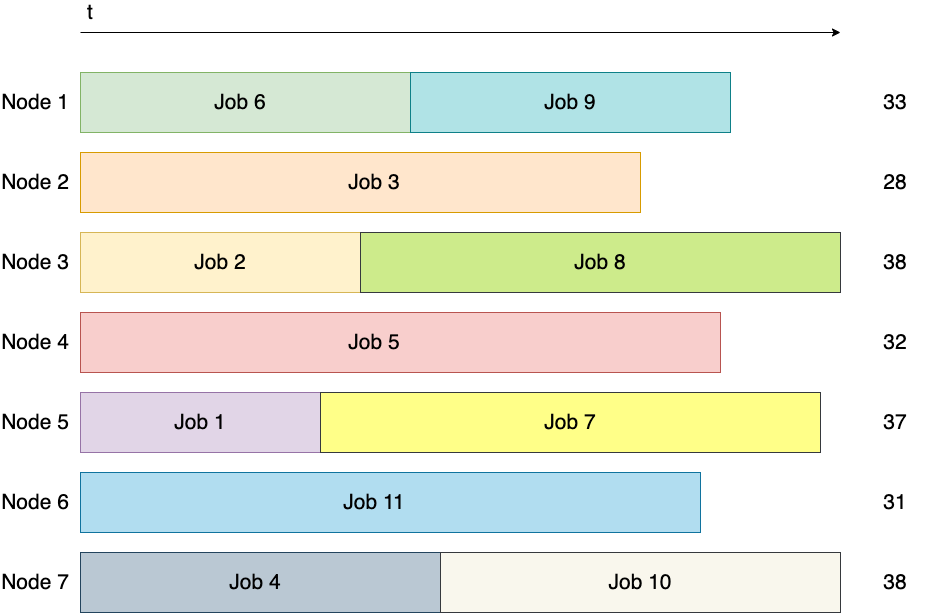 t
Node 1 Job 6 Job 9 33
Node 2 Job 3 28
Node 3 Job 2 Job 8 38
Node 4 Job 5 32
Node 5 Job 1 Job 7 37
Node 6 Job 11 31
Node 7 Job 4 Job 10 38